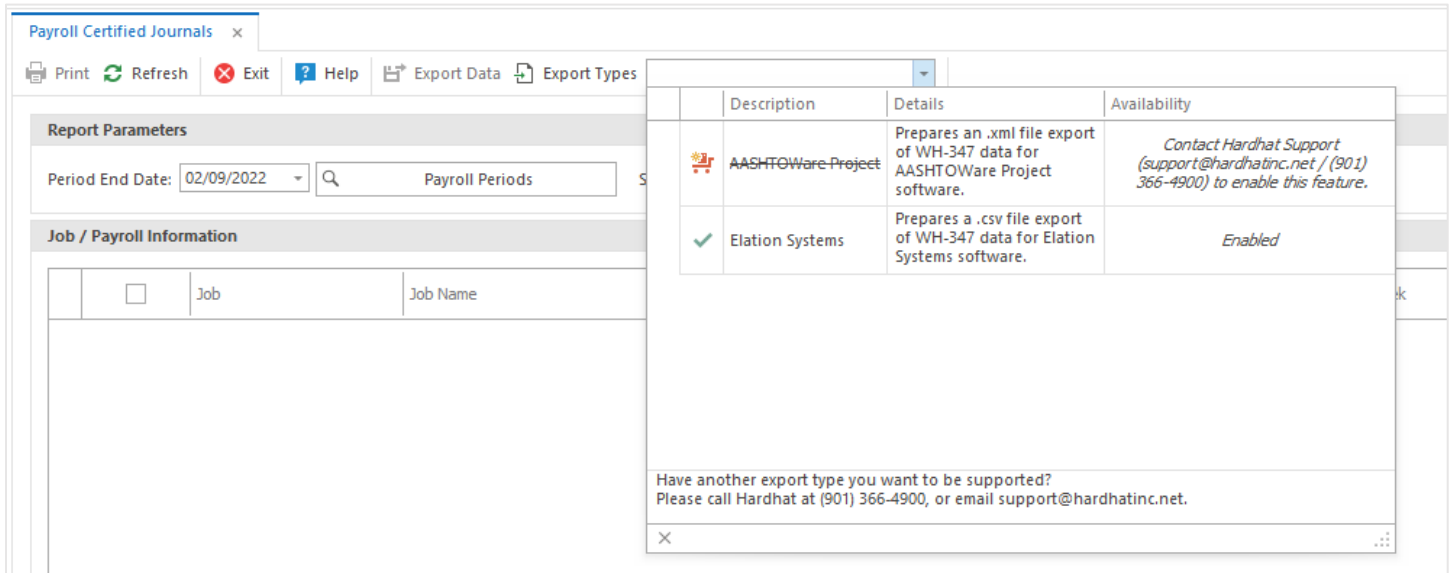 Payroll Certified Journals
Print Refresh Exit Help Export Data Export Types
Report Parameters
Period End Date: 02/09/2022 Payroll Periods S
Job / Payroll Information
Job Job Name k
Description Details Availability
AASHTOWare Project
Prepares an .xml file export
of WH-347 data for
AASHTOWare Project
software.
Contact Hardhat Support
(support@hardhatinc.net / (901)
366-4900) to enable this feature.
Elation Systems
Prepares a .csv file export
of WH-347 data for Elation
Systems software.
Enabled
Have another export type you want to be supported?
Please call Hardhat at (901) 366-4900, or email support@hardhatinc.net.